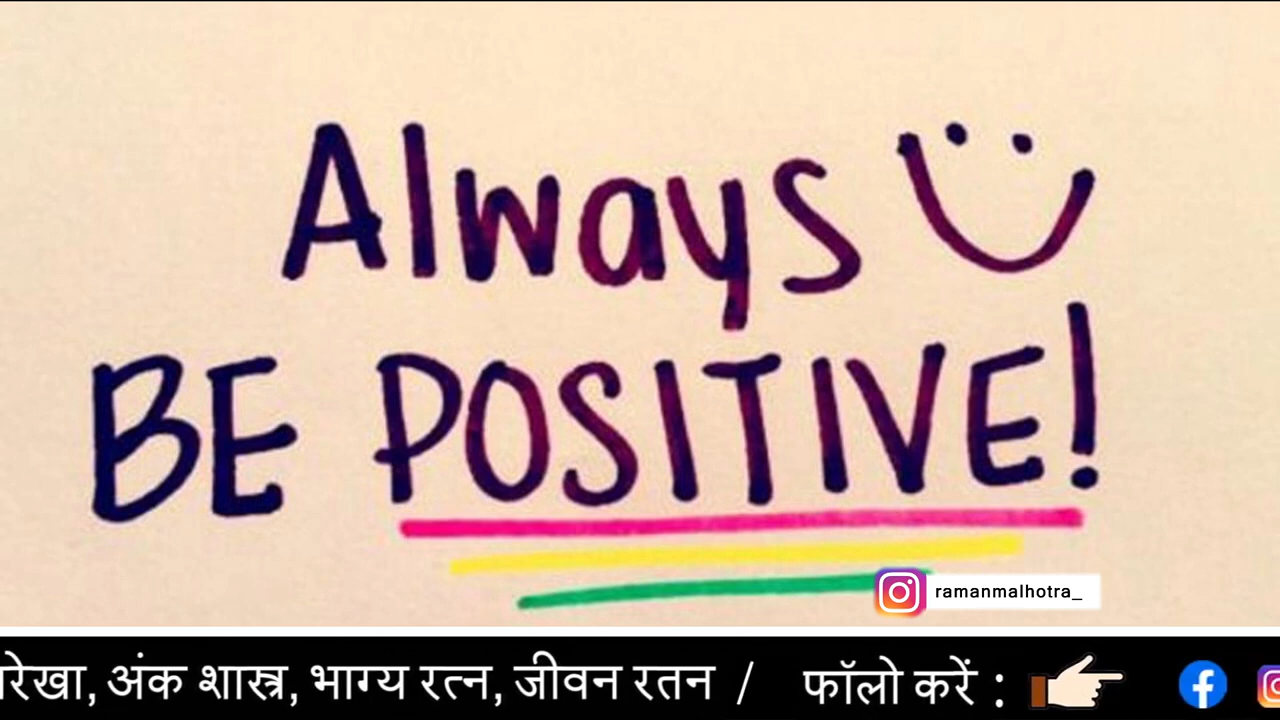 Always
BE POSITIVE!
ramanmalhotra_
रेखा, अंक शास्त्र, भाग्य रत्न, जीवन रतन / फॉलो करें :